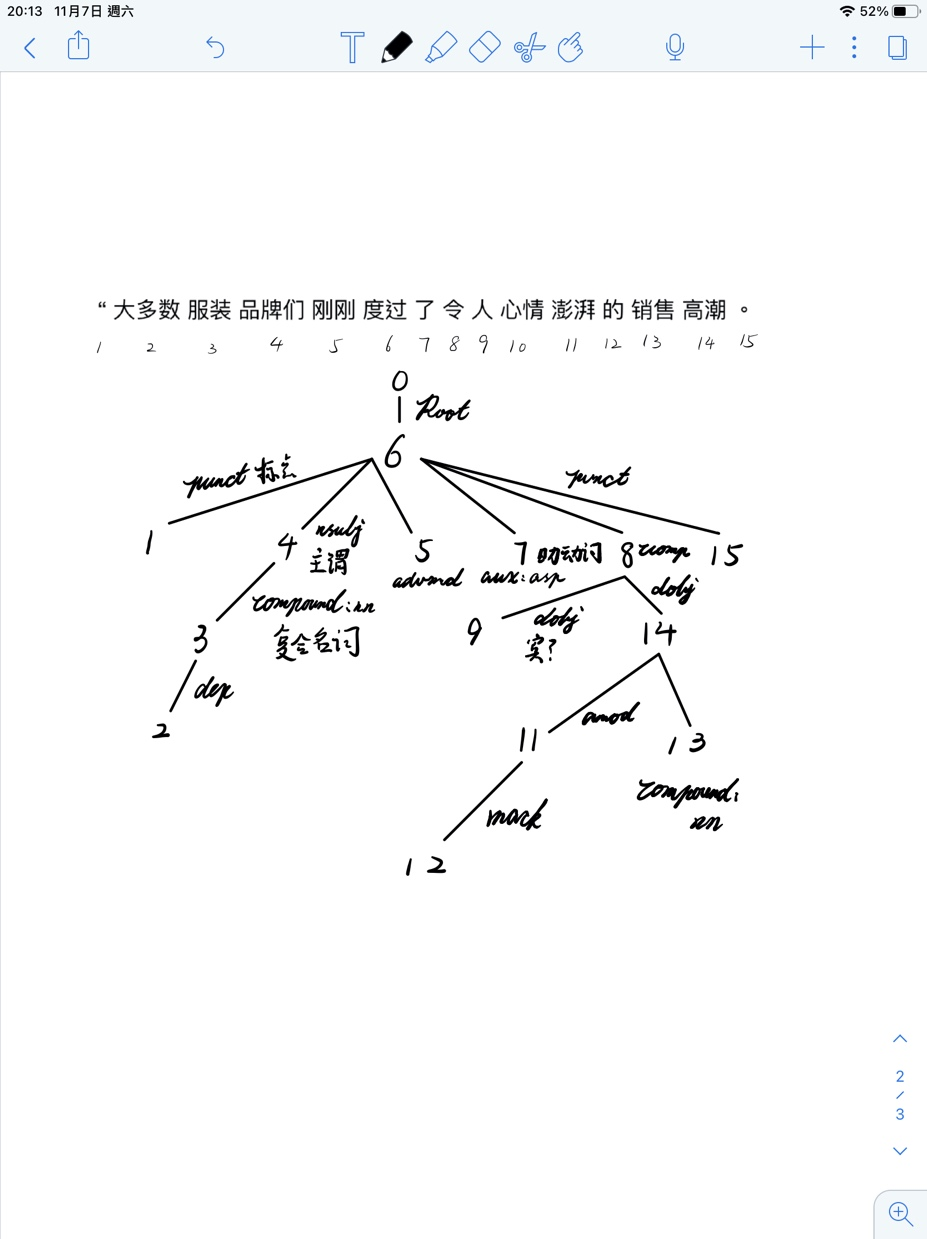 20:13 11月7日 週六
52%
“ 大多数 服装 品牌们 刚刚 度过 了 令 人 心情 澎湃 的 销售 高潮 。
1 2 3 4 5 6 7 8 9 10 11 12 13 14 15
0
Root
6
punct 标点
punct
1
4 nsubj
主谓
5
advmd
7 助动词
aux:asp
8 ccomp
15
compound:nn
复合名词
dobj
3
9
dobj
宾?
14
dep
2
amod
11
13
mark
compound:
nn
12
2
/
3